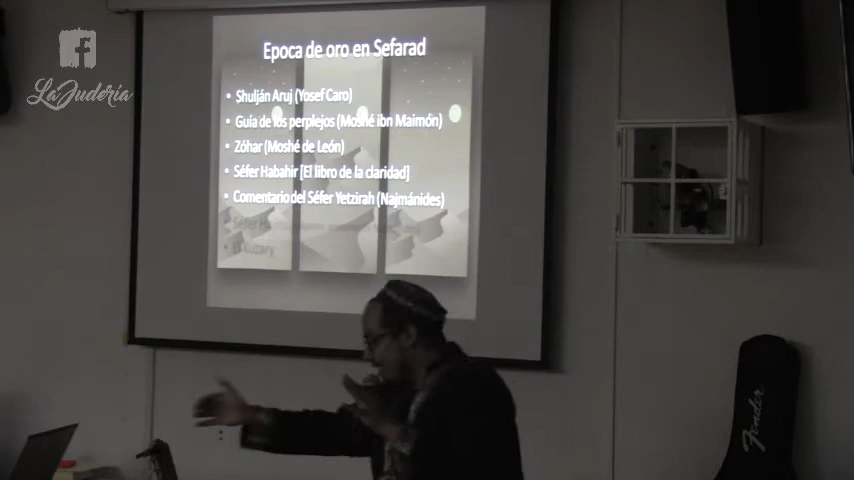 f
LaJuderia
Epoca de oro en Sefarad
• Shulján Aruj (Yosef Caro)
• Guía de los perplejos (Moshé ibn Maimón)
• Zóhar (Moshé de León)
• Séfer Habahir [El libro de la claridad]
• Comentario del Séfer Yetzirah (Najmánides)
Fender